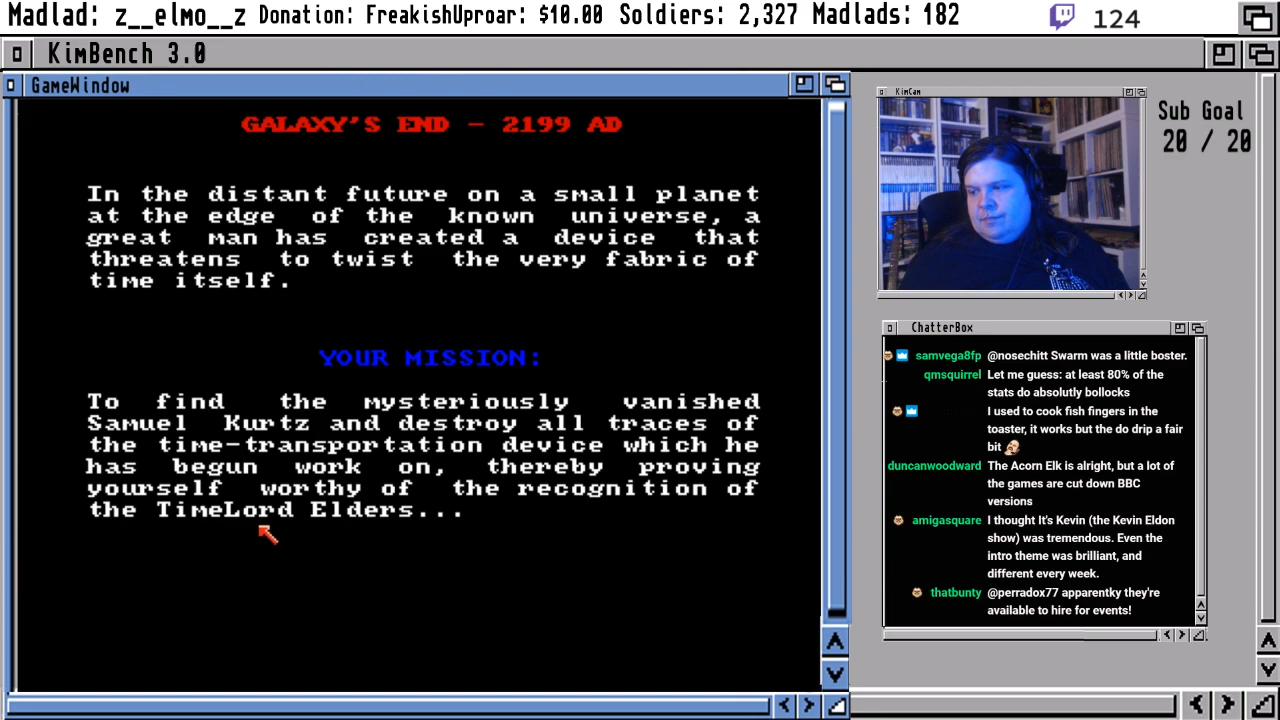 Madlad: z__elmo__z Donation: FreakishUproar: $10.00 Soldiers: 2,327 Madlads: 182 124
KimBench 3.0
GameWindow
GALAXY'S END - 2199 AD
In the distant future on a small planet
at the edge of the known universe, a
great man has created a device that
threatens to twist the very fabric of
time itself.
YOUR MISSION:
To find the mysteriously vanished
Samuel Kurtz and destroy all traces of
the time-transportation device which he
has begun work on, thereby proving
yourself worthy of the recognition of
the TimeLord Elders...
KimCam
Sub Goal
20 / 20
ChatterBox
samvega8fp @nosechitt Swarm was a little boster.
qmsquirrel Let me guess: at least 80% of the
stats do absolutly bollocks
I used to cook fish fingers in the
toaster, it works but the do drip a fair
bit
duncanwoodward The Acorn Elk is alright, but a lot of
the games are cut down BBC
versions
amigasquare I thought It's Kevin (the Kevin Eldon
show) was tremendous. Even the
intro theme was brilliant, and
different every week.
thatbunty @perradox77 apparentky they're
available to hire for events!